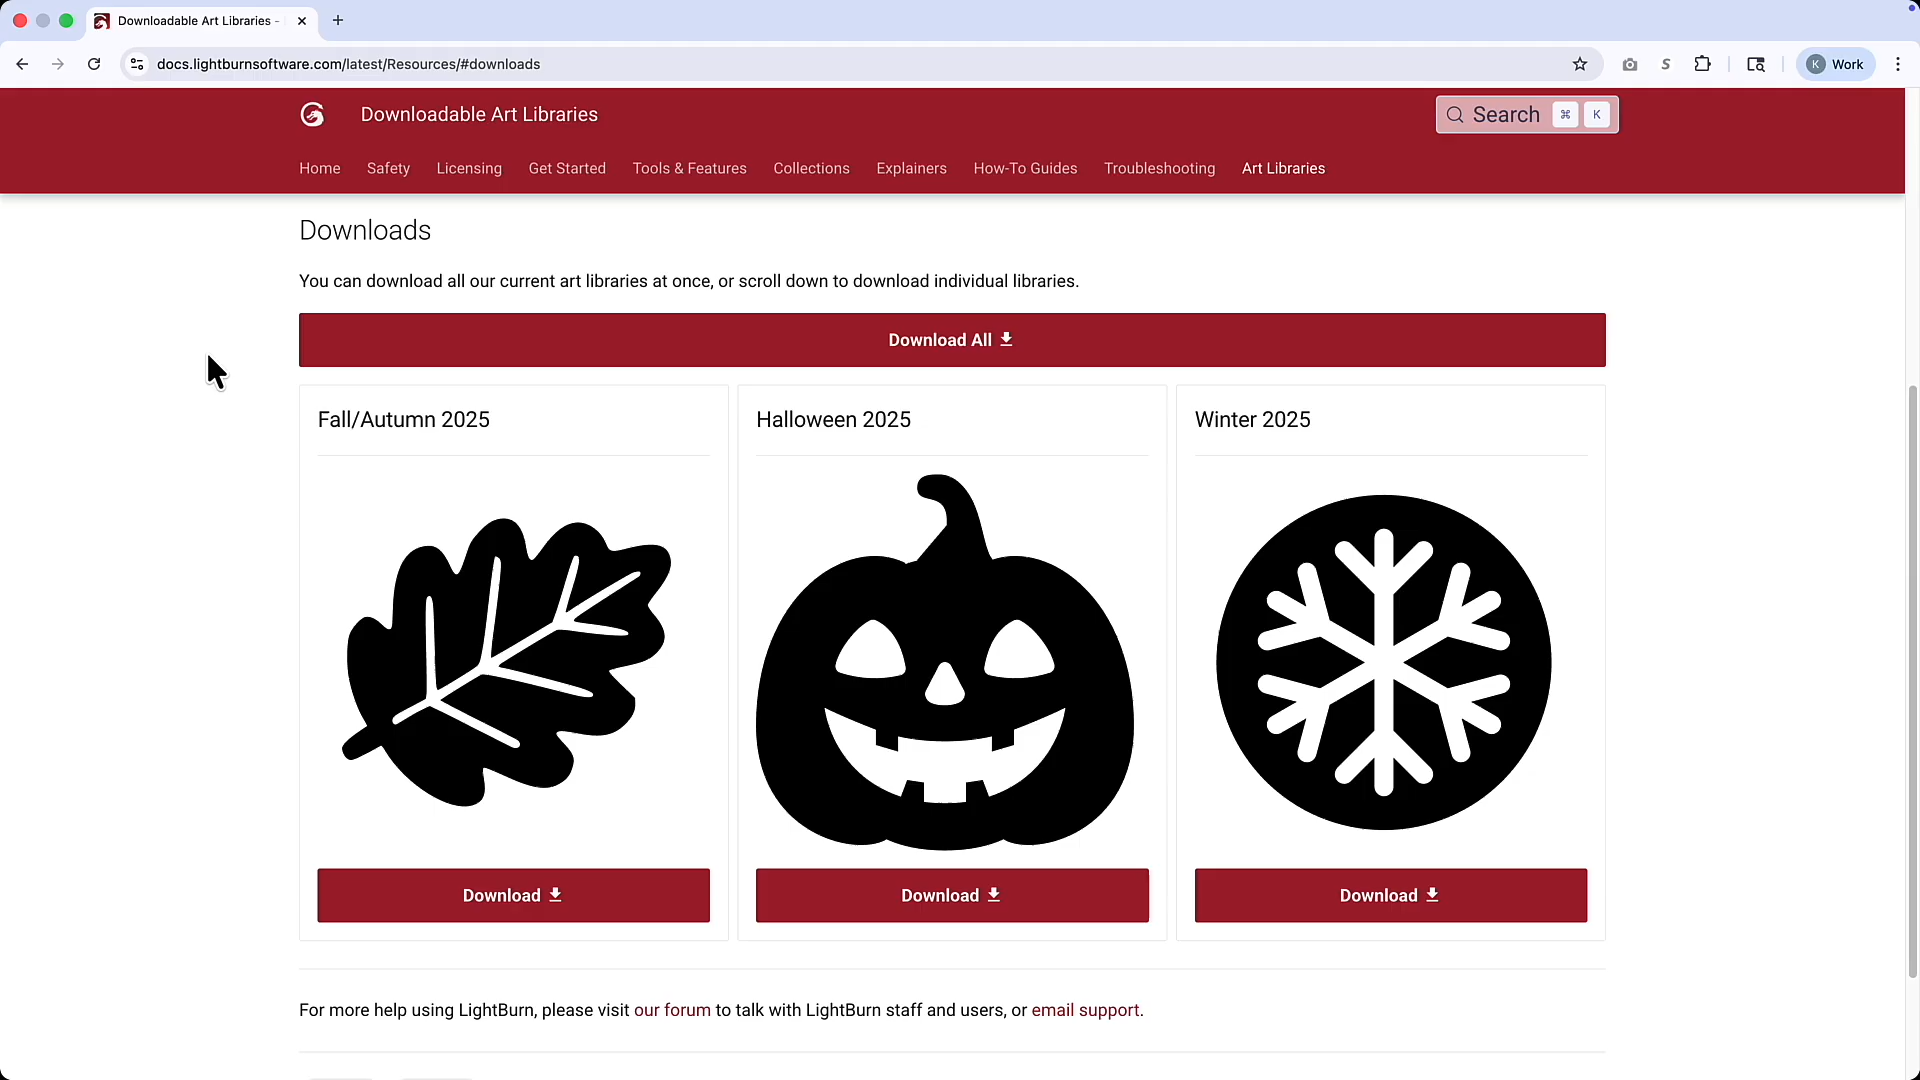 Downloadable Art Libraries -
docs.lightburnsoftware.com/latest/Resources/#downloads
S
K Work
Downloadable Art Libraries
Search ⌘ K
Home Safety Licensing Get Started Tools & Features Collections Explainers How-To Guides Troubleshooting Art Libraries
Downloads
You can download all our current art libraries at once, or scroll down to download individual libraries.
Download All
Fall/Autumn 2025 Halloween 2025 Winter 2025
Download Download Download
For more help using LightBurn, please visit our forum to talk with LightBurn staff and users, or email support.